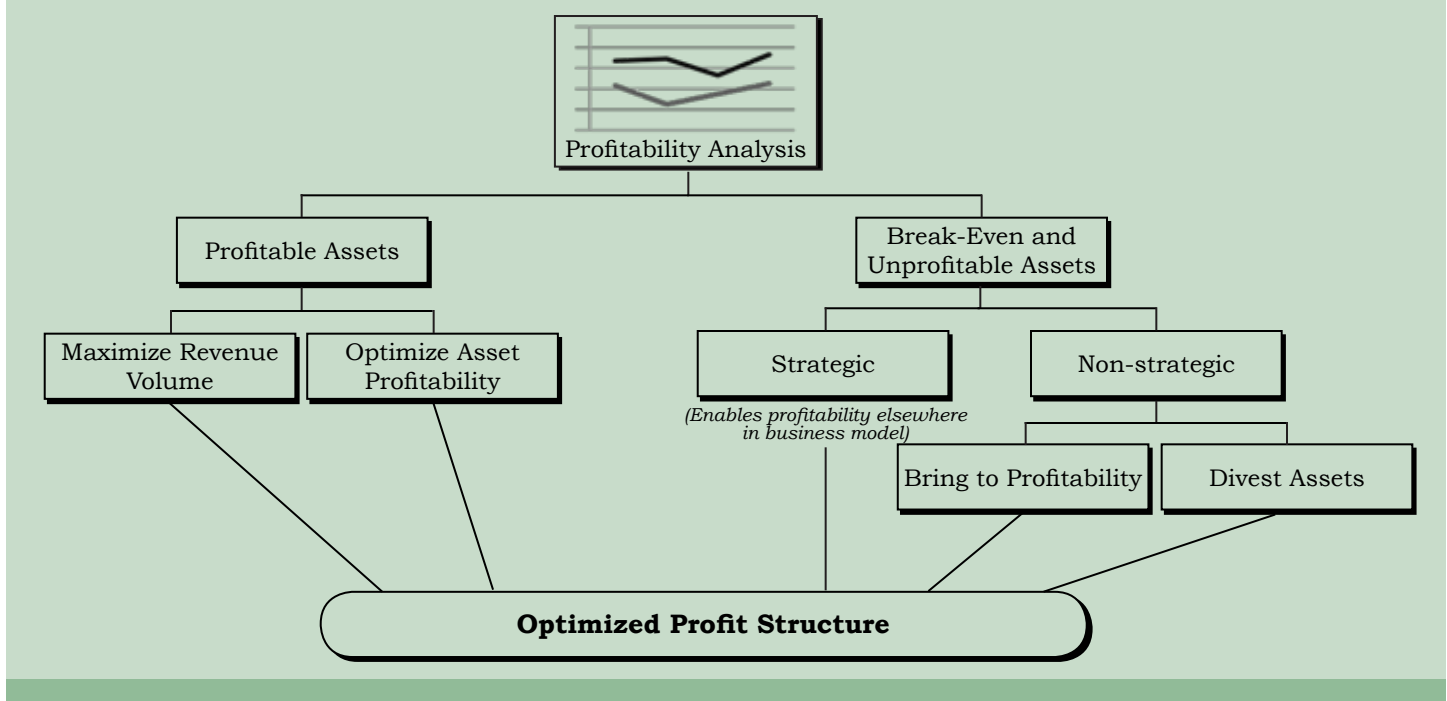 Profitability Analysis
Profitable Assets
Break-Even and
Unprofitable Assets
Maximize Revenue
Volume
Optimize Asset
Profitability
Strategic
(Enables profitability elsewhere
in business model)
Non-strategic
Bring to Profitability
Divest Assets
Optimized Profit Structure